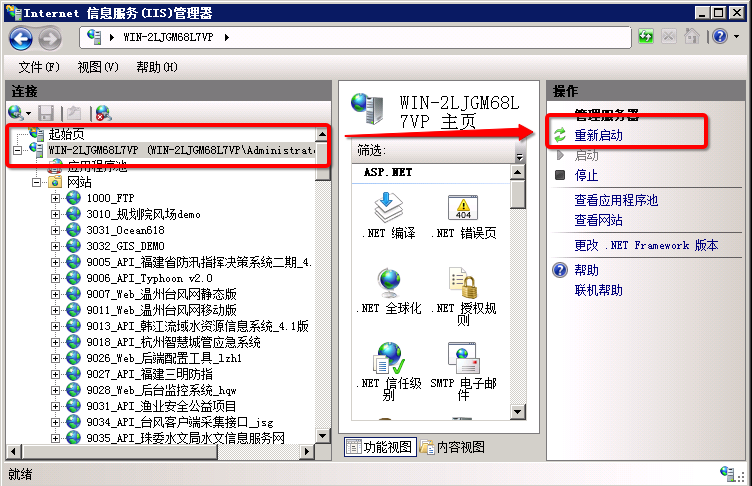 Internet 信息服务(IIS)管理器
WIN-2LJGM68L7VP
文件(F) 视图(V) 帮助(H)
连接
起始页
WIN-2LJGM68L7VP (WIN-2LJGM68L7VP\Administrato
应用程序池
网站
1000_FTP
3010_规划院风场demo
3031_Ocean618
3032_GIS_DEMO
9005_API_福建省防汛指挥决策系统二期_4.
9006_API_Typhoon v2.0
9007_Web_温州台风网静态版
9011_Web_温州台风网移动版
9013_API_韩江流域水资源信息系统_4.1版
9018_API_杭州智慧城管应急系统
9026_Web_后端配置工具_lzh1
9027_API_福建三明防指
9028_Web_后台监控系统_hqw
9031_API_渔业安全公益项目
9034_API_台风客户端采集接口_jsg
9035_API_珠委水文局水文信息服务网
WIN-2LJGM68L
7VP 主页
筛选:
ASP.NET
.NET 编译
.NET 错误页
404
.NET 全球化
.NET 授权规
则
.NET 信任级
别
SMTP 电子邮
件
功能视图
内容视图
操作
管理服务器
重新启动
启动
停止
查看应用程序池
查看网站
更改 .NET Framework 版本
帮助
联机帮助
就绪